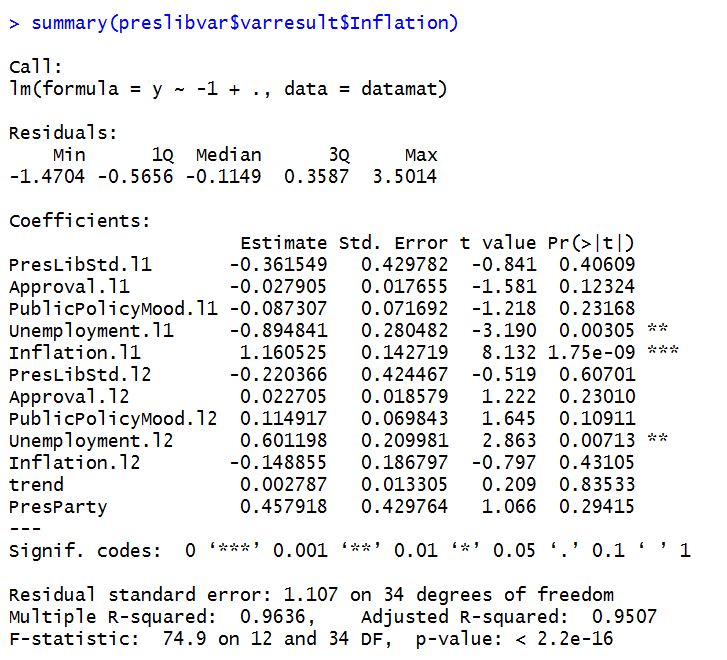 > summary(preslibvar$varresult$Inflation)
Call:
lm(formula = y ~ -1 + ., data = datamat)
Residuals:
    Min      1Q  Median      3Q     Max
-1.4704 -0.5656 -0.1149  0.3587  3.5014
Coefficients:
                     Estimate Std. Error t value Pr(>|t|)
PresLibStd.l1       -0.361549   0.429782  -0.841  0.40609
Approval.l1         -0.027905   0.017655  -1.581  0.12324
PublicPolicyMood.l1 -0.087307   0.071692  -1.218  0.23168
Unemployment.l1     -0.894841   0.280482  -3.190  0.00305 **
Inflation.l1         1.160525   0.142719   8.132 1.75e-09 ***
PresLibStd.l2       -0.220366   0.424467  -0.519  0.60701
Approval.l2          0.022705   0.018579   1.222  0.23010
PublicPolicyMood.l2  0.114917   0.069843   1.645  0.10911
Unemployment.l2      0.601198   0.209981   2.863  0.00713 **
Inflation.l2        -0.148855   0.186797  -0.797  0.43105
trend                0.002787   0.013305   0.209  0.83533
PresParty            0.457918   0.429764   1.066  0.29415
---
Signif. codes:  0 ‘***’ 0.001 ‘**’ 0.01 ‘*’ 0.05 ‘.’ 0.1 ‘ ’ 1
Residual standard error: 1.107 on 34 degrees of freedom
Multiple R-squared:  0.9636,    Adjusted R-squared:  0.9507
F-statistic:  74.9 on 12 and 34 DF,  p-value: < 2.2e-16